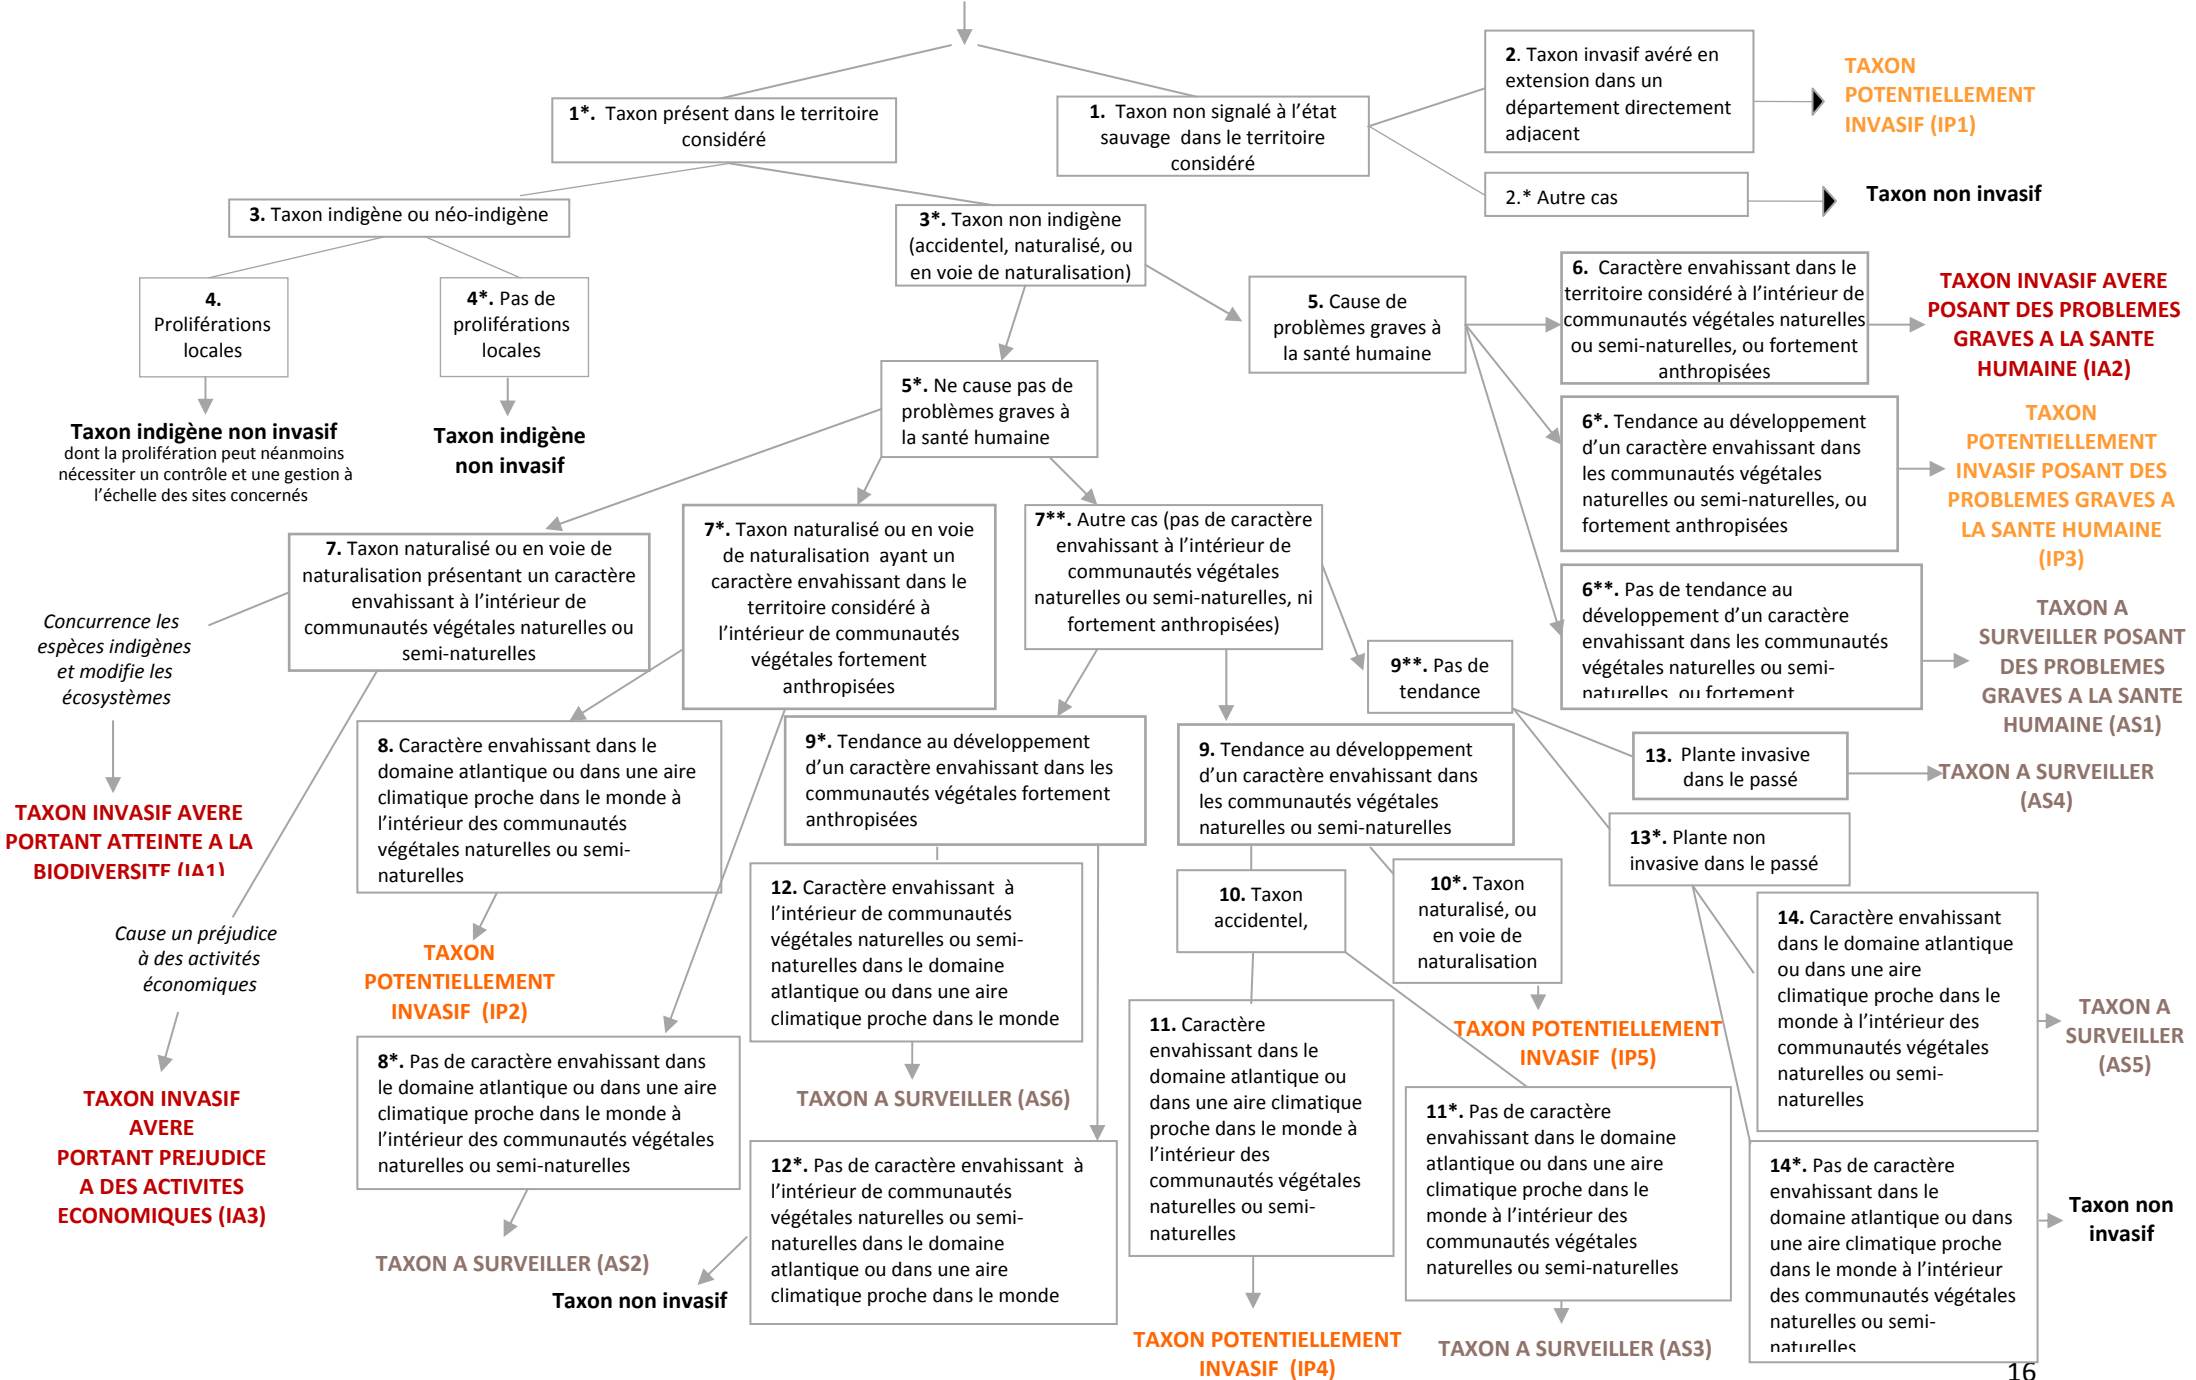 1*. Taxon présent dans le territoire
considéré
1. Taxon non signalé à l'état
sauvage dans le territoire
considéré
2. Taxon invasif avéré en
extension dans un
département directement
adjacent
TAXON
POTENTIELLEMENT
INVASIF (IP1)
2.* Autre cas
Taxon non invasif
3. Taxon indigène ou néo-indigène
3*. Taxon non indigène
(accidentel, naturalisé, ou
en voie de naturalisation)
4.
Proliférations
locales
4*. Pas de
proliférations
locales
Taxon indigène non invasif
dont la prolifération peut néanmoins
nécessiter un contrôle et une gestion à
l'échelle des sites concernés
Taxon indigène
non invasif
5. Cause de
problèmes graves à
la santé humaine
5*. Ne cause pas de
problèmes graves à
la santé humaine
6. Caractère envahissant dans le
territoire considéré à l'intérieur de
communautés végétales naturelles
ou semi-naturelles, ou fortement
anthropisées
TAXON INVASIF AVERE
POSANT DES PROBLEMES
GRAVES A LA SANTE
HUMAINE (IA2)
6*. Tendance au développement
d'un caractère envahissant dans
les communautés végétales
naturelles ou semi-naturelles, ou
fortement anthropisées
TAXON
POTENTIELLEMENT
INVASIF POSANT DES
PROBLEMES GRAVES A
LA SANTE HUMAINE
(IP3)
6**. Pas de tendance au
développement d'un caractère
envahissant dans les communautés
végétales naturelles ou semi-
naturelles, ou fortement
TAXON A
SURVEILLER POSANT
DES PROBLEMES
GRAVES A LA SANTE
HUMAINE (AS1)
7. Taxon naturalisé ou en voie de
naturalisation présentant un caractère
envahissant à l'intérieur de
communautés végétales naturelles ou
semi-naturelles
7*. Taxon naturalisé ou en voie
de naturalisation ayant un
caractère envahissant dans le
territoire considéré à
l'intérieur de communautés
végétales fortement
anthropisées
7**. Autre cas (pas de caractère
envahissant à l'intérieur de
communautés végétales
naturelles ou semi-naturelles, ni
fortement anthropisées)
Concurrence les
espèces indigènes
et modifie les
écosystèmes
TAXON INVASIF AVERE
PORTANT ATTEINTE A LA
BIODIVERSITE (IA1)
Cause un préjudice
à des activités
économiques
TAXON INVASIF
AVERE
PORTANT PREJUDICE
A DES ACTIVITES
ECONOMIQUES (IA3)
8. Caractère envahissant dans le
domaine atlantique ou dans une aire
climatique proche dans le monde à
l'intérieur des communautés
végétales naturelles ou semi-
naturelles
TAXON
POTENTIELLEMENT
INVASIF (IP2)
8*. Pas de caractère envahissant dans
le domaine atlantique ou dans une aire
climatique proche dans le monde à
l'intérieur des communautés végétales
naturelles ou semi-naturelles
TAXON A SURVEILLER (AS2)
9*. Tendance au développement
d'un caractère envahissant dans les
communautés végétales fortement
anthropisées
9. Tendance au développement
d'un caractère envahissant dans
les communautés végétales
naturelles ou semi-naturelles
9**. Pas de
tendance
12. Caractère envahissant à
l'intérieur de communautés
végétales naturelles ou semi-
naturelles dans le domaine
atlantique ou dans une aire
climatique proche dans le monde
TAXON A SURVEILLER (AS6)
12*. Pas de caractère envahissant à
l'intérieur de communautés
végétales naturelles ou semi-
naturelles dans le domaine
atlantique ou dans une aire
climatique proche dans le monde
Taxon non invasif
10. Taxon
accidentel,
10*. Taxon
naturalisé, ou
en voie de
naturalisation
TAXON POTENTIELLEMENT
INVASIF (IP5)
11. Caractère
envahissant dans le
domaine atlantique ou
dans une aire climatique
proche dans le monde à
l'intérieur des
communautés végétales
naturelles ou semi-
naturelles
TAXON POTENTIELLEMENT
INVASIF (IP4)
11*. Pas de caractère
envahissant dans le domaine
atlantique ou dans une aire
climatique proche dans le
monde à l'intérieur des
communautés végétales
naturelles ou semi-naturelles
TAXON A SURVEILLER (AS3)
13. Plante invasive
dans le passé
TAXON A SURVEILLER
(AS4)
13*. Plante non
invasive dans le passé
14. Caractère envahissant
dans le domaine atlantique
ou dans une aire
climatique proche dans le
monde à l'intérieur des
communautés végétales
naturelles ou semi-
naturelles
TAXON A
SURVEILLER
(AS5)
14*. Pas de caractère
envahissant dans le
domaine atlantique ou dans
une aire climatique proche
dans le monde à l'intérieur
des communautés végétales
naturelles ou semi-
naturelles
Taxon non
invasif
16